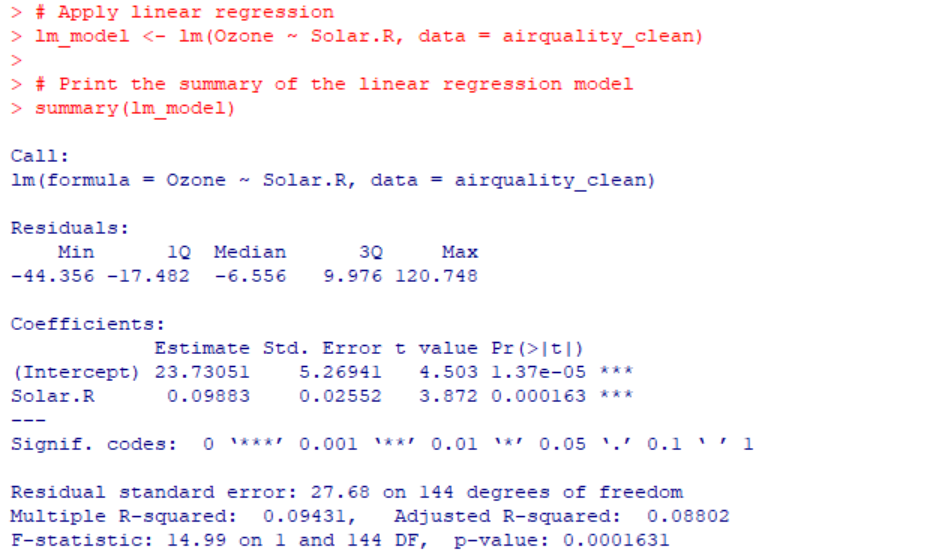 > # Apply linear regression
> lm_model <- lm(Ozone ~ Solar.R, data = airquality_clean)
>
> # Print the summary of the linear regression model
> summary(lm_model)

Call:
lm(formula = Ozone ~ Solar.R, data = airquality_clean)

Residuals:
    Min      1Q  Median      3Q     Max
-44.356 -17.482  -6.556   9.976 120.748

Coefficients:
            Estimate Std. Error t value Pr(>|t|)
(Intercept) 23.73051    5.26941   4.503 1.37e-05 ***
Solar.R      0.09883    0.02552   3.872 0.000163 ***
---
Signif. codes:  0 ‘***’ 0.001 ‘**’ 0.01 ‘*’ 0.05 ‘.’ 0.1 ‘ ’ 1

Residual standard error: 27.68 on 144 degrees of freedom
Multiple R-squared:  0.09431,   Adjusted R-squared:  0.08802
F-statistic: 14.99 on 1 and 144 DF,  p-value: 0.0001631